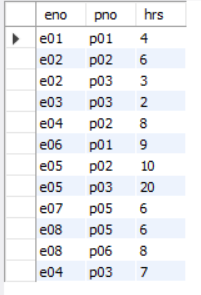 eno pno hrs
e01 p01 4
e02 p02 6
e02 p03 3
e03 p03 2
e04 p02 8
e06 p01 9
e05 p02 10
e05 p03 20
e07 p05 6
e08 p05 6
e08 p06 8
e04 p03 7